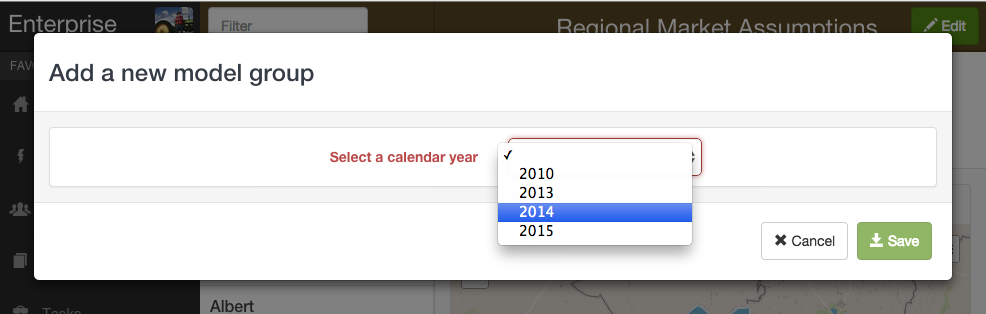 Enterprise
Filter
Regional Market Assumptions
Edit
FAV
Add a new model group
Select a calendar year
2010
2013
2014
2015
Cancel
Save
Albert
Tasks